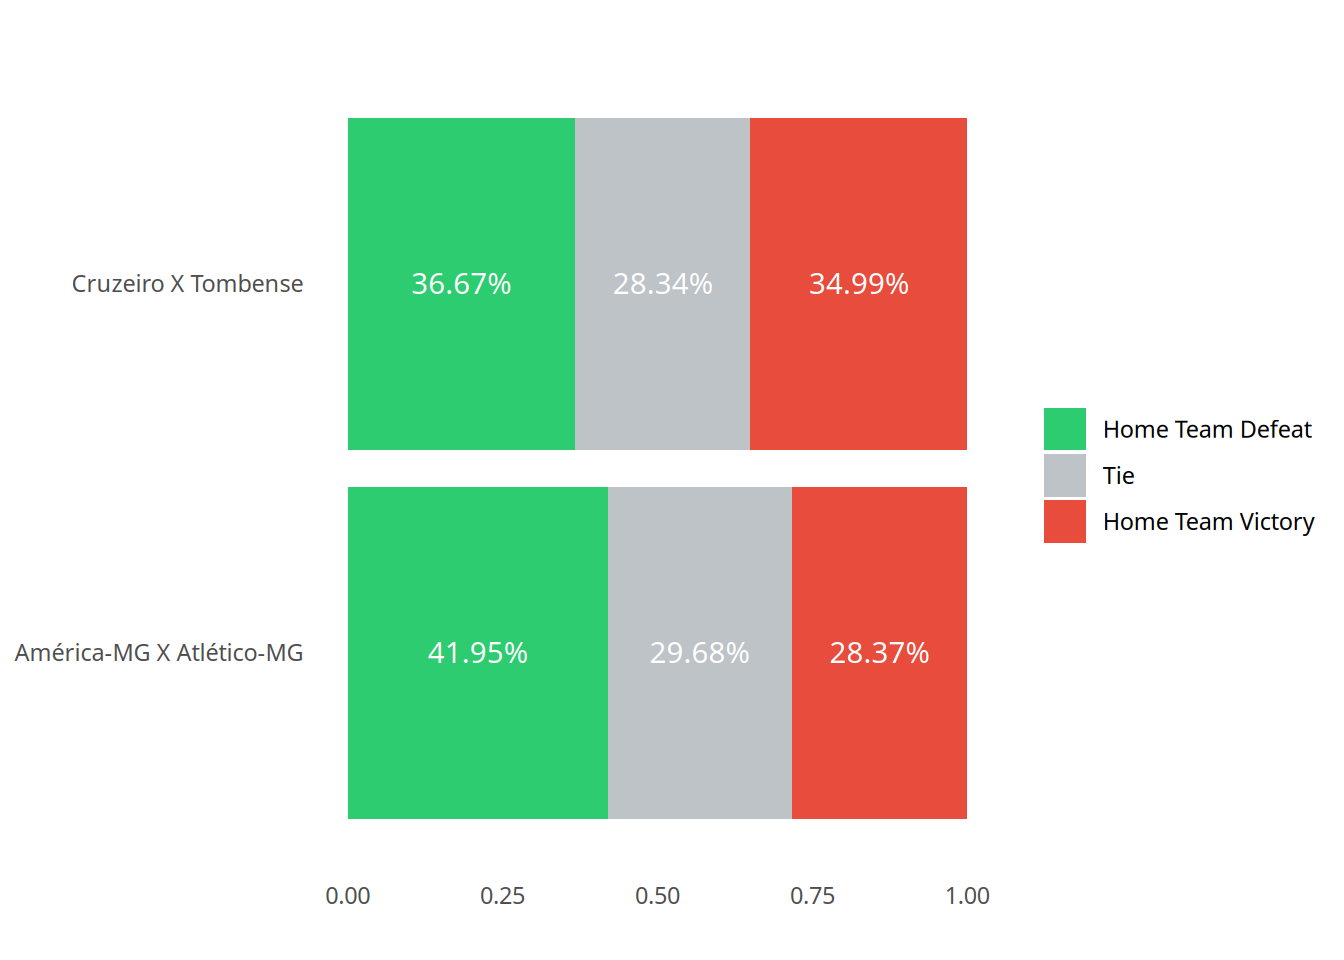 Cruzeiro X Tombense
36.67%
28.34%
34.99%
Home Team Defeat
Tie
Home Team Victory
América-MG X Atlético-MG
41.95%
29.68%
28.37%
0.00
0.25
0.50
0.75
1.00